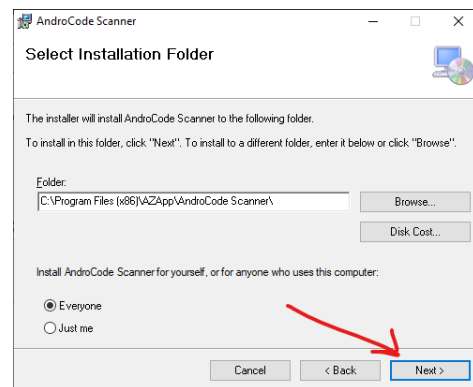 AndroCode Scanner
Select Installation Folder
The installer will install AndroCode Scanner to the following folder.
To install in this folder, click "Next". To install to a different folder, enter it below or click "Browse".
Folder:
C:\Program Files (x86)\AZApp\AndroCode Scanner\
Browse...
Disk Cost...
Install AndroCode Scanner for yourself, or for anyone who uses this computer:
Everyone
Just me
Cancel
< Back
Next >